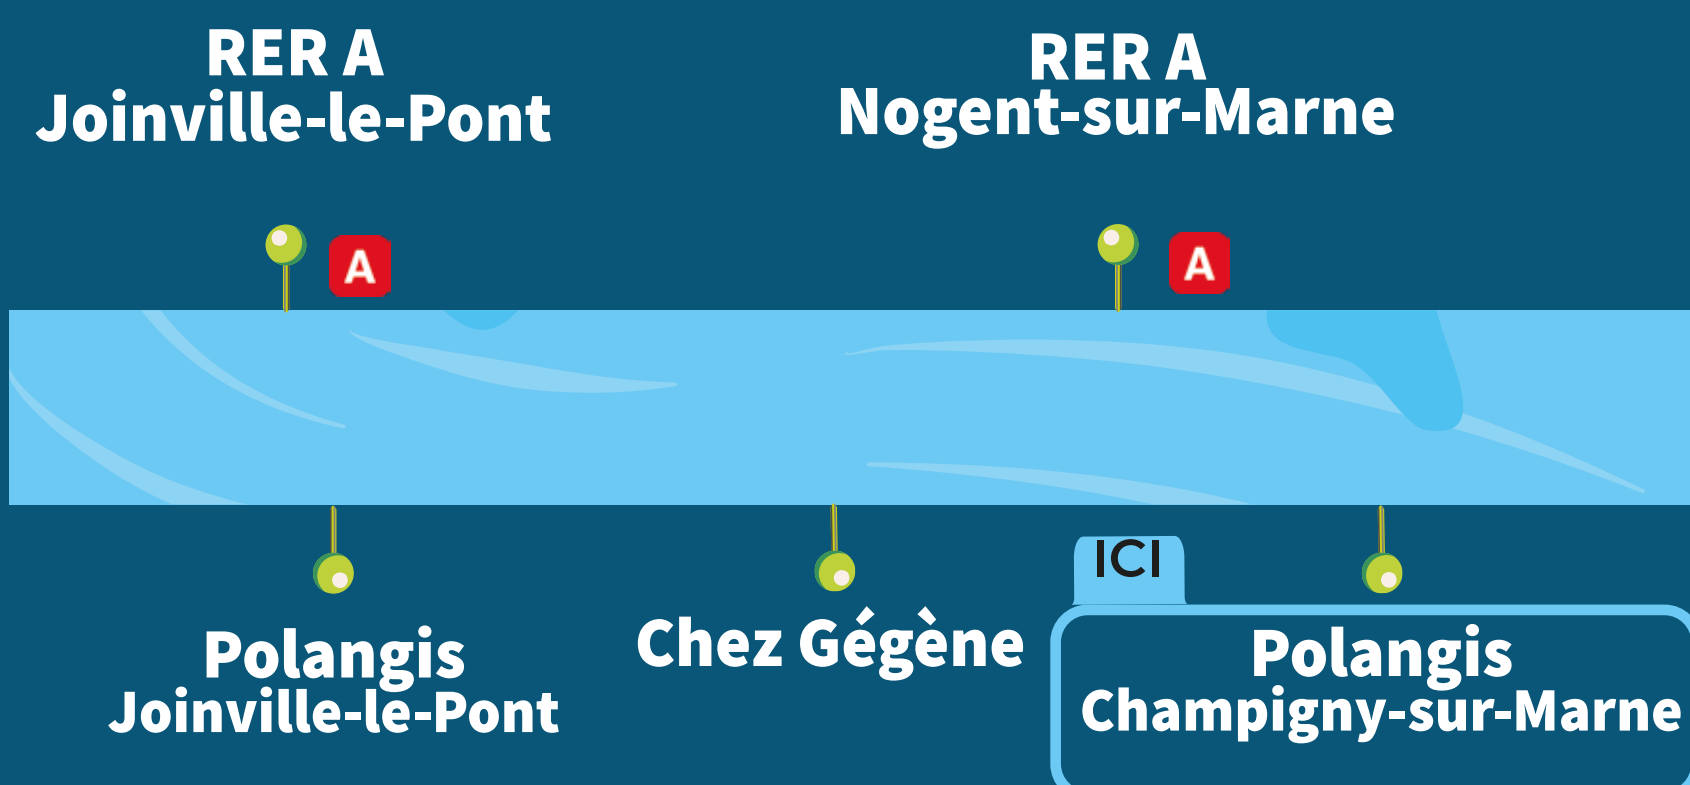 RER A
Joinville-le-Pont
RER A
Nogent-sur-Marne
A
A
Polangis
Joinville-le-Pont
Chez Gégène
ICI
Polangis
Champigny-sur-Marne